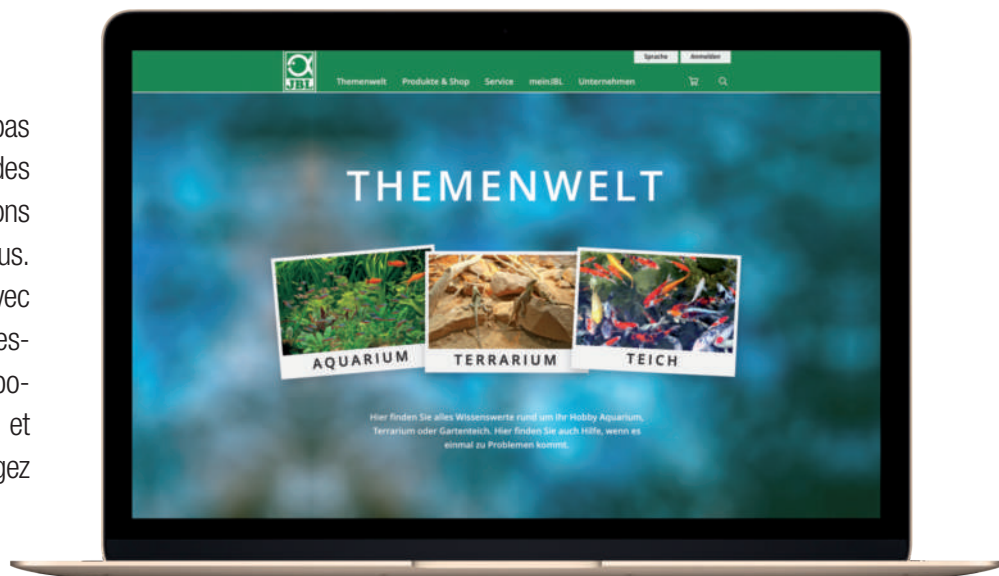 pas
des
ons
us.
vec
es-
oo-
et
gez
Sprache Anmelden
JBL
Themenwelt Produkte & Shop Service meinJBL Unternehmen
THEMENWELT
AQUARIUM TERRARIUM TEICH
Hier finden Sie alles Wissenswerte rund um Ihr Hobby Aquarium,
Terrarium oder Gartenteich. Hier finden Sie auch Hilfe, wenn es
einmal zu Problemen kommt.